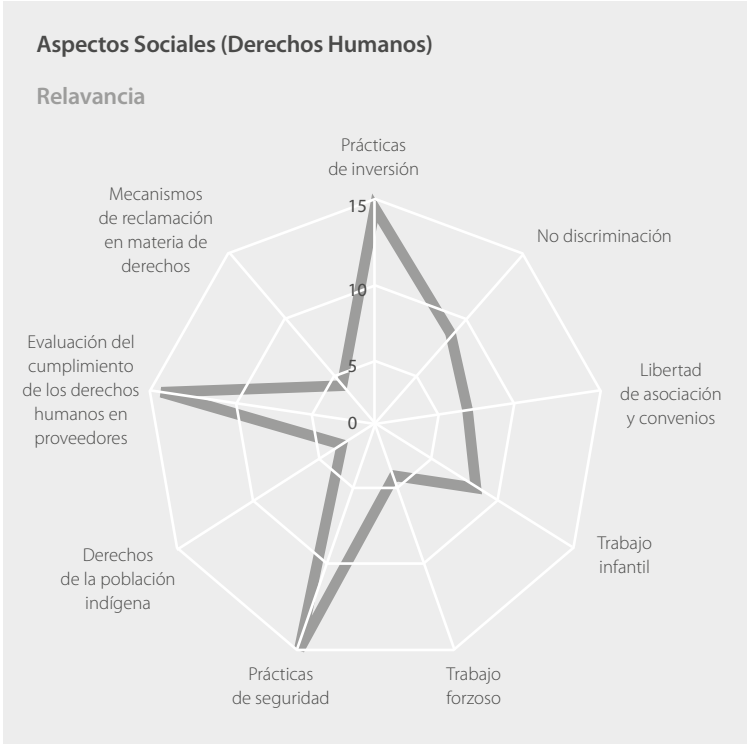 Aspectos Sociales (Derechos Humanos)
Relavancia
Prácticas
de inversión
No discriminación
Libertad
de asociación
y convenios
Trabajo
infantil
Trabajo
forzoso
Prácticas
de seguridad
Derechos
de la población
indígena
Evaluación del
cumplimiento
de los derechos
humanos en
proveedores
Mecanismos
de reclamación
en materia de
derechos
15
10
5
0